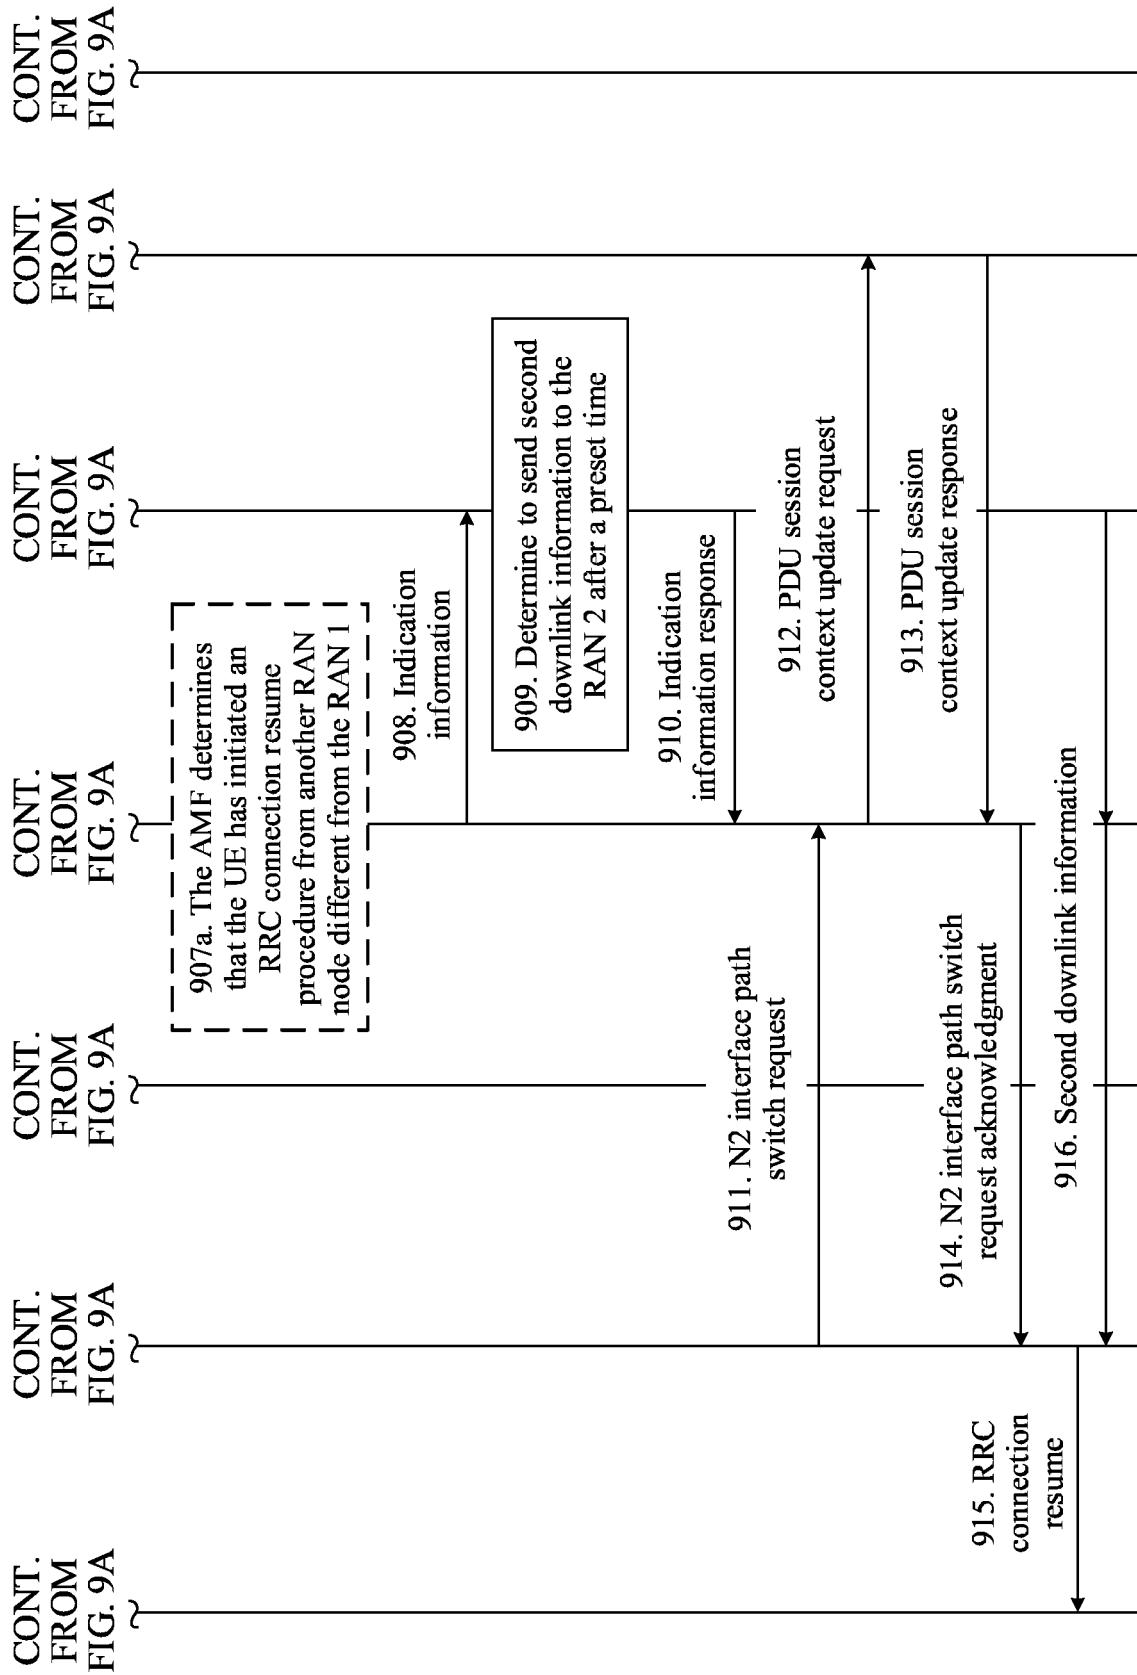 CONT.
FROM
FIG. 9A
CONT.
FROM
FIG. 9A
CONT.
FROM
FIG. 9A
CONT.
FROM
FIG. 9A
CONT.
FROM
FIG. 9A
CONT.
FROM
FIG. 9A
CONT.
FROM
FIG. 9A
907a. The AMF determines
that the UE has initiated an
RRC connection resume
procedure from another RAN
node different from the RAN 1
908. Indication
information
909. Determine to send second
downlink information to the
RAN 2 after a preset time
910. Indication
information response
911. N2 interface path
switch request
912. PDU session
context update request
913. PDU session
context update response
914. N2 interface path switch
request acknowledgment
915. RRC
connection
resume
916. Second downlink information